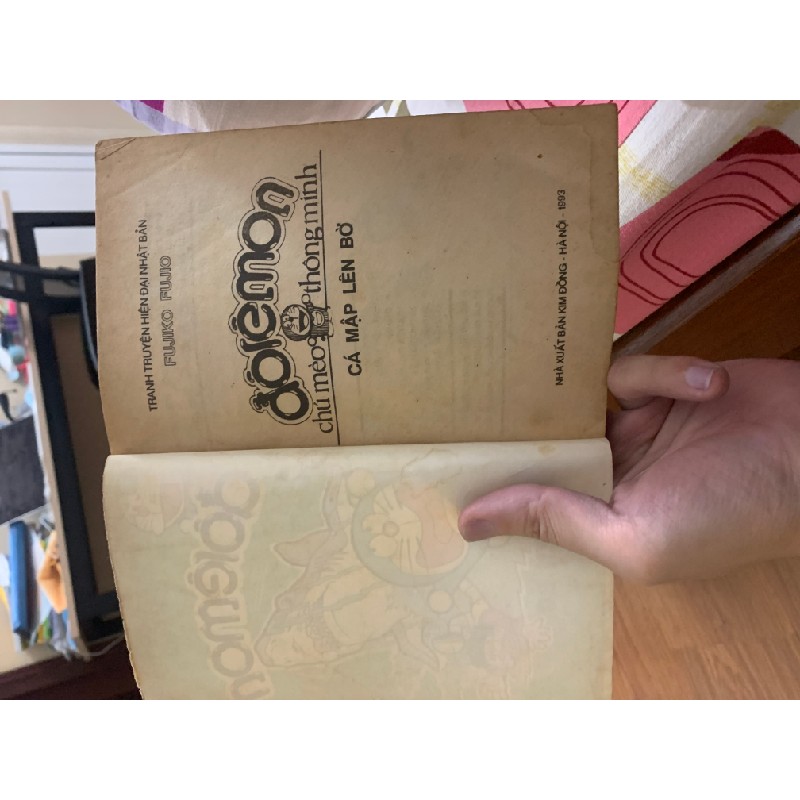 TRANH TRUYỆN HIỆN ĐẠI NHẬT BẢN
FUJIKO FUJIO
đôrêmon
chú mèo thông minh
CÁ MẬP LÊN BỜ
NHÀ XUẤT BẢN KIM ĐỒNG - HÀ NỘI - 1993